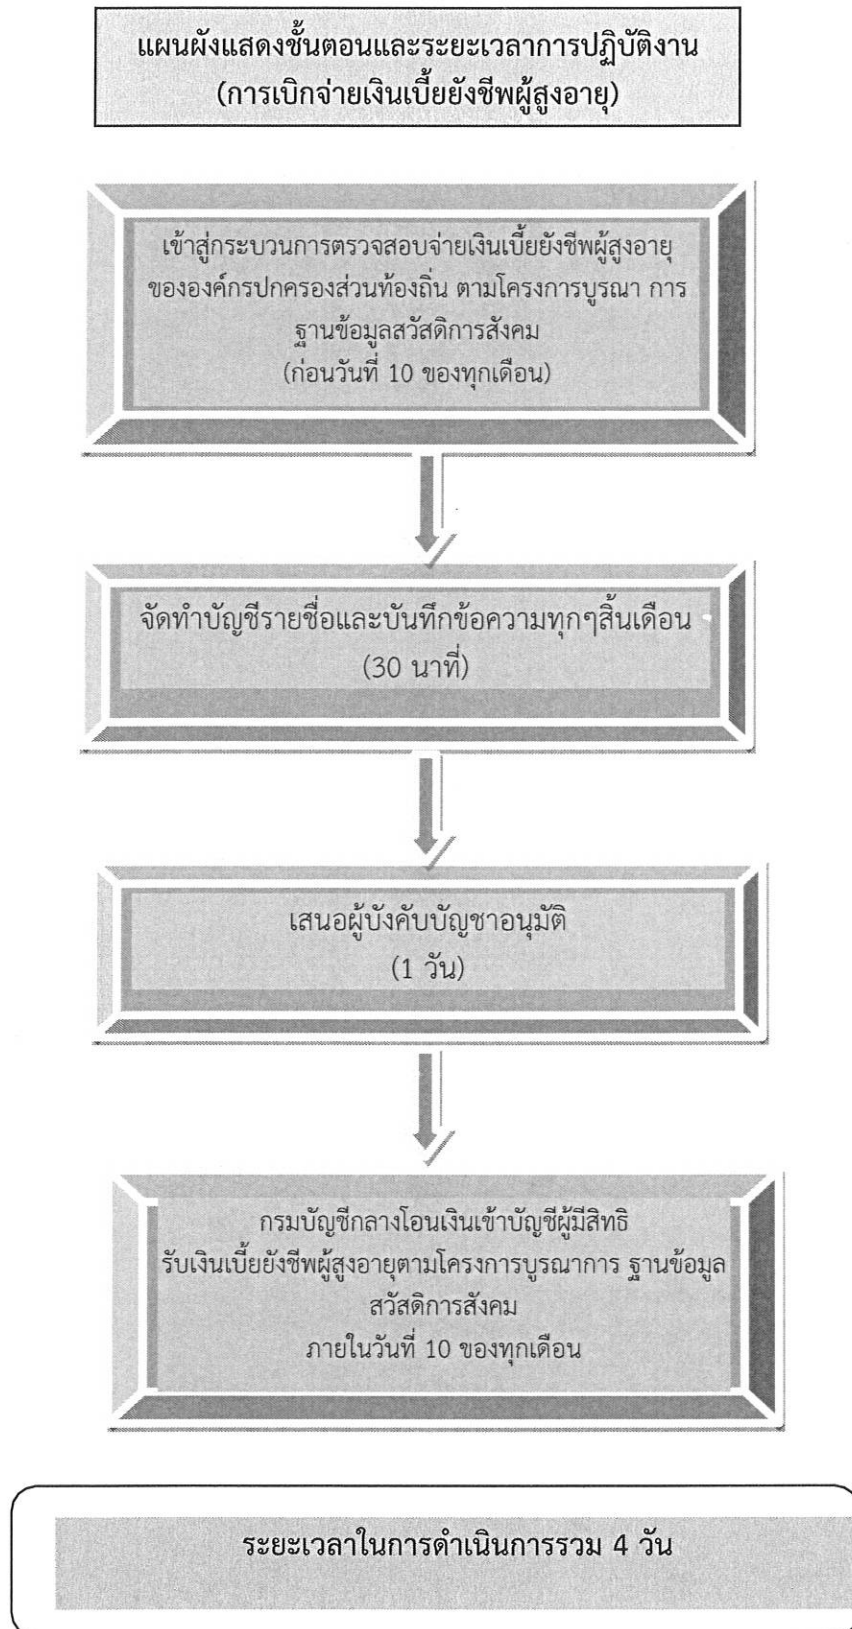 แผนผังแสดงขั้นตอนและระยะเวลาการปฏิบัติงาน
(การเบิกจ่ายเงินเบี้ยยังชีพผู้สูงอายุ)
เข้าสู่กระบวนการตรวจสอบจ่ายเงินเบี้ยยังชีพผู้สูงอายุ
ขององค์กรปกครองส่วนท้องถิ่น ตามโครงการบูรณา การ
ฐานข้อมูลสวัสดิการสังคม
(ก่อนวันที่ 10 ของทุกเดือน)
จัดทำบัญชีรายชื่อและบันทึกข้อความทุกๆสิ้นเดือน
(30 นาที่)
เสนอผู้บังคับบัญชาอนุมัติ
(1 วัน)
กรมบัญชีกลางโอนเงินเข้าบัญชีผู้มีสิทธิ
รับเงินเบี้ยยังชีพผู้สูงอายุตามโครงการบูรณาการ ฐานข้อมูล
สวัสดิการสังคม
ภายในวันที่ 10 ของทุกเดือน
ระยะเวลาในการดำเนินการรวม 4 วัน